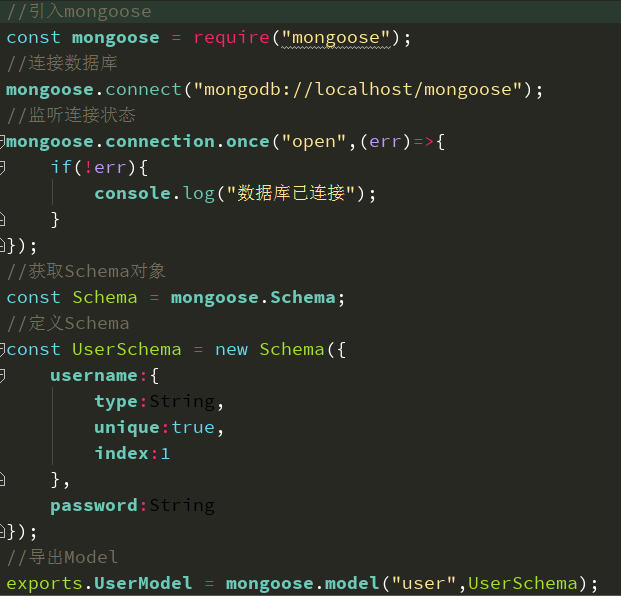 //引入mongoose
const mongoose = require("mongoose");
//连接数据库
mongoose.connect("mongodb://localhost/mongoose");
//监听连接状态
mongoose.connection.once("open",(err)=>{
    if(!err){
        console.log("数据库已连接");
    }
});
//获取Schema对象
const Schema = mongoose.Schema;
//定义Schema
const UserSchema = new Schema({
    username:{
        type:String,
        unique:true,
        index:1
    },
    password:String
});
//导出Model
exports.UserModel = mongoose.model("user",UserSchema);